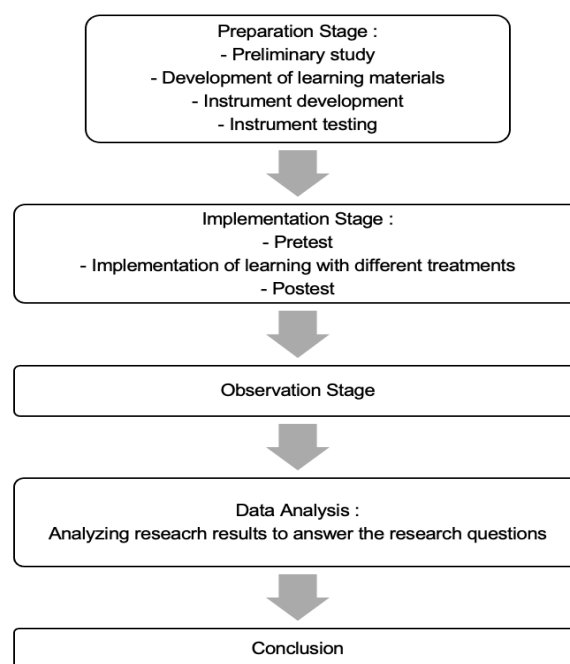 Preparation Stage :
- Preliminary study
- Development of learning materials
- Instrument development
- Instrument testing
Implementation Stage :
- Pretest
- Implementation of learning with different treatments
- Postest
Observation Stage
Data Analysis :
Analyzing reseacrh results to answer the research questions
Conclusion